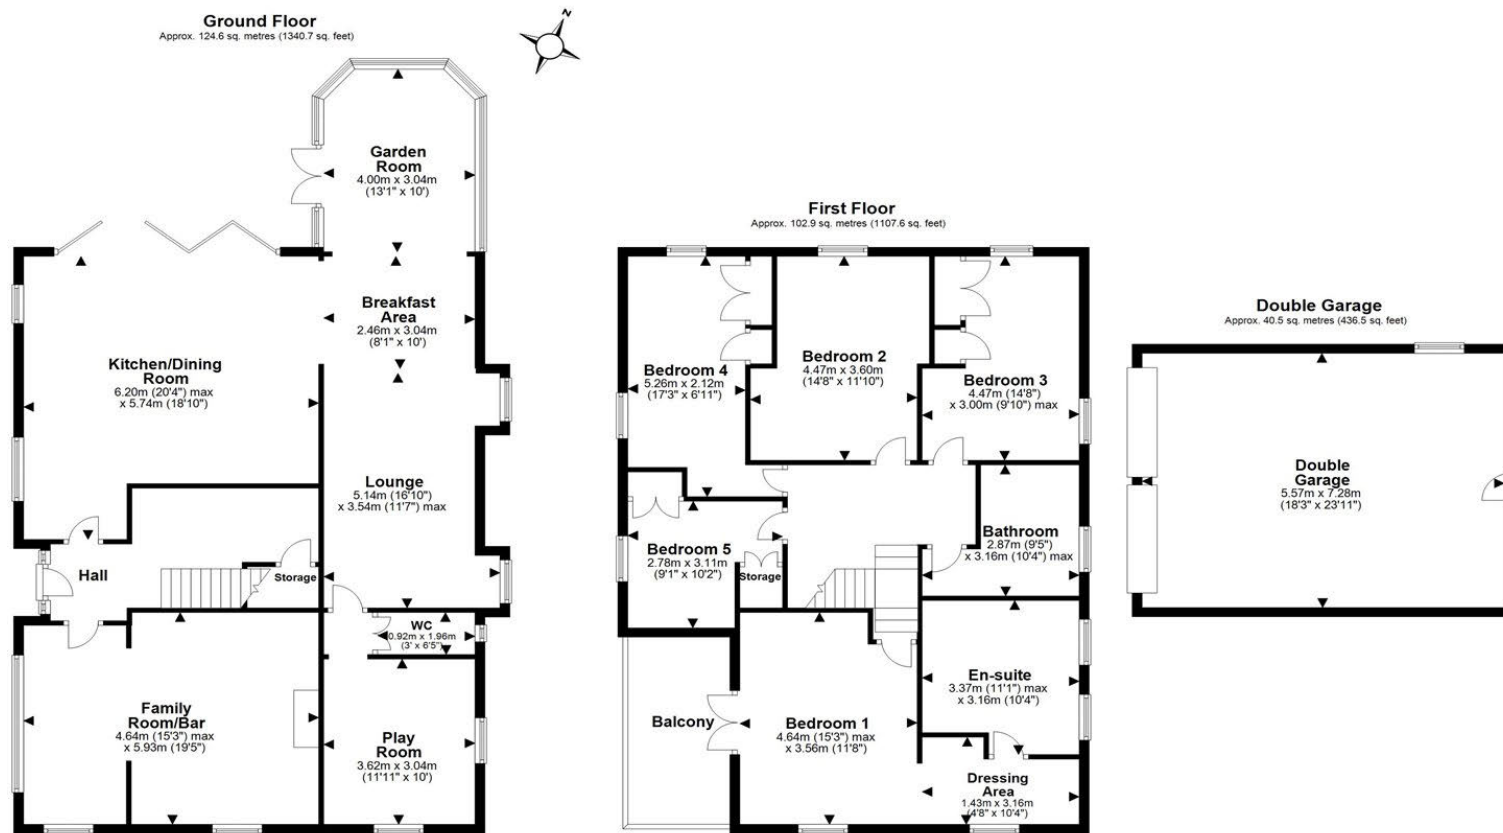 Ground Floor
Approx. 124.6 sq. metres (1340.7 sq. feet)
N
Garden
Room
4.00m x 3.04m
(13'1" x 10')
Breakfast
Area
2.46m x 3.04m
(8'1" x 10')
Kitchen/Dining
Room
6.20m (20'4") max
x 5.74m (18'10")
Lounge
5.14m (16'10")
x 3.54m (11'7") max
Hall
Storage
WC
0.92m x 1.96m
(3' x 6'5")
Family
Room/Bar
4.64m (15'3") max
x 5.93m (19'5")
Play
Room
3.62m x 3.04m
(11'11" x 10')
First Floor
Approx. 102.9 sq. metres (1107.6 sq. feet)
Bedroom 4
5.26m x 2.12m
(17'3" x 6'11")
Bedroom 2
4.47m x 3.60m
(14'8" x 11'10")
Bedroom 3
4.47m (14'8")
x 3.00m (9'10") max
Bedroom 5
2.78m x 3.11m
(9'1" x 10'2")
Storage
Bathroom
2.87m (9'5")
x 3.16m (10'4") max
En-suite
3.37m (11'1") max
x 3.16m (10'4")
Balcony
Bedroom 1
4.64m (15'3") max
x 3.56m (11'8")
Dressing
Area
1.43m x 3.16m
(4'8" x 10'4")
Double Garage
Approx. 40.5 sq. metres (436.5 sq. feet)
Double
Garage
5.57m x 7.28m
(18'3" x 23'11")